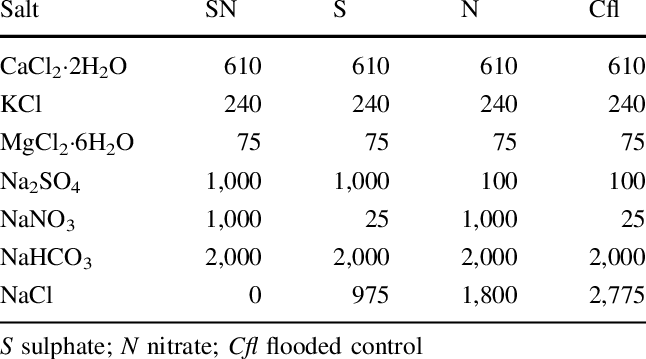 Salt SN S N Cfl
CaCl₂·2H₂O 610 610 610 610
KCl 240 240 240 240
MgCl₂·6H₂O 75 75 75 75
Na₂SO₄ 1,000 1,000 100 100
NaNO₃ 1,000 25 1,000 25
NaHCO₃ 2,000 2,000 2,000 2,000
NaCl 0 975 1,800 2,775
S sulphate; N nitrate; Cfl flooded control